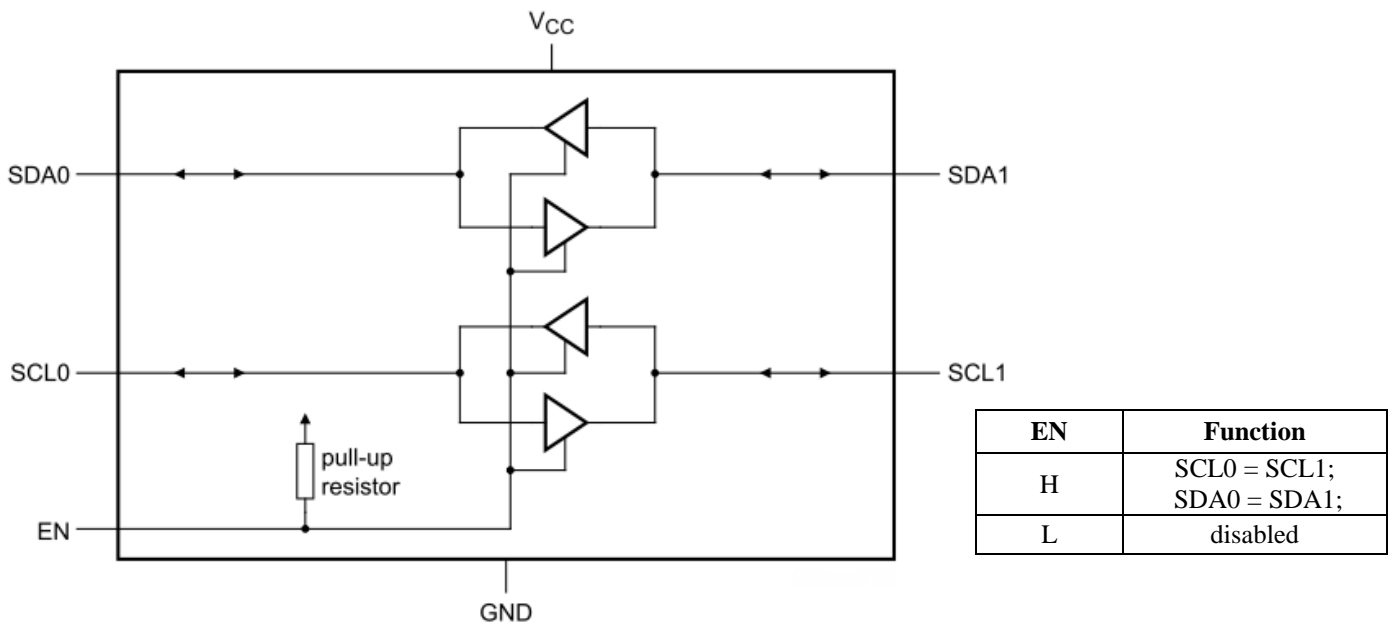 VCC
SDA0
SDA1
SCL0
SCL1
pull-up
resistor
EN
GND
EN Function
H SCL0 = SCL1;
SDA0 = SDA1;
L disabled